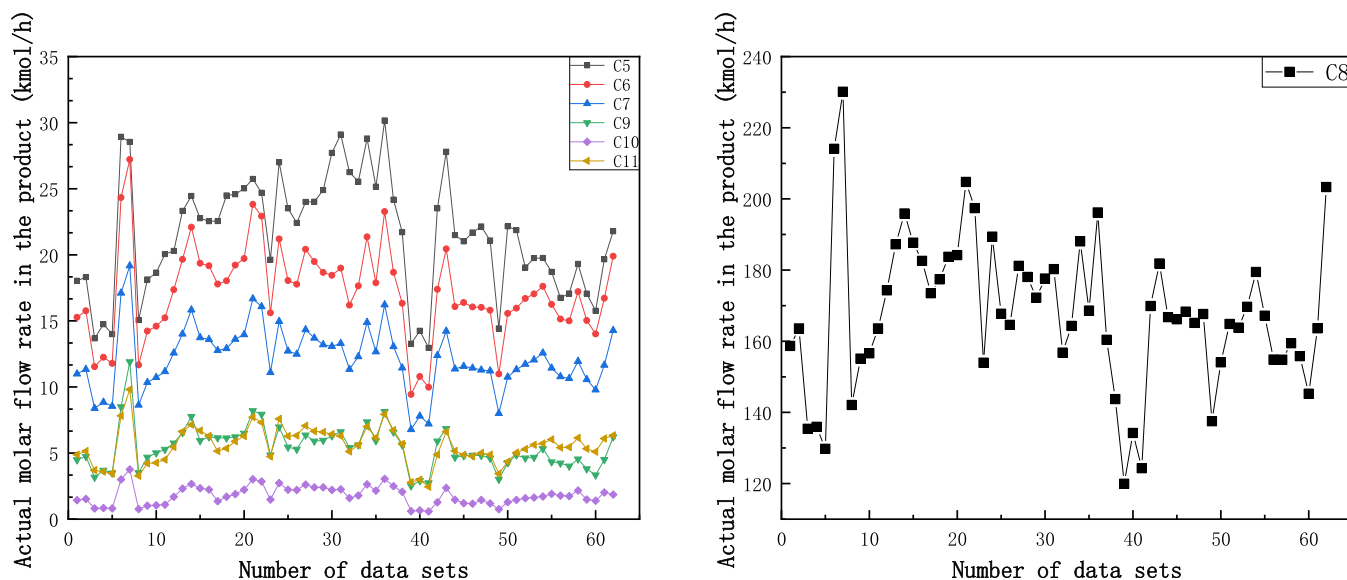 Actual molar flow rate in the product (kmol/h)
35
30
25
20
15
10
5
0
0 10 20 30 40 50 60
Number of data sets
C5
C6
C7
C9
C10
C11
Actual molar flow rate in the product (kmol/h)
240
220
200
180
160
140
120
0 10 20 30 40 50 60
Number of data sets
C8